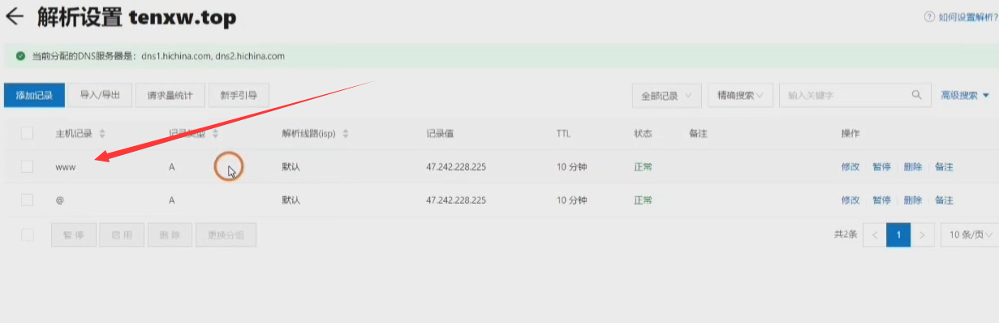 解析设置 tenxw.top
如何设置解析?
当前分配的DNS服务器是: dns1.hichina.com, dns2.hichina.com
添加记录 导入/导出 请求量统计 新手引导 全部记录 精确搜索 输入关键字 高级搜索
主机记录 记录类型 解析线路(isp) 记录值 TTL 状态 备注 操作
www A 默认 47.242.228.225 10 分钟 正常 修改 暂停 删除 备注
@ A 默认 47.242.228.225 10 分钟 正常 修改 暂停 删除 备注
暂停 启用 删除 更换分组 共2条 < 1 > 10 条/页